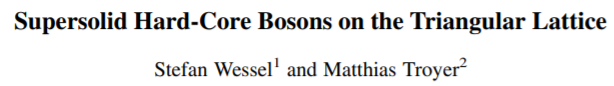 Supersolid Hard-Core Bosons on the Triangular Lattice
Stefan Wessel¹ and Matthias Troyer²